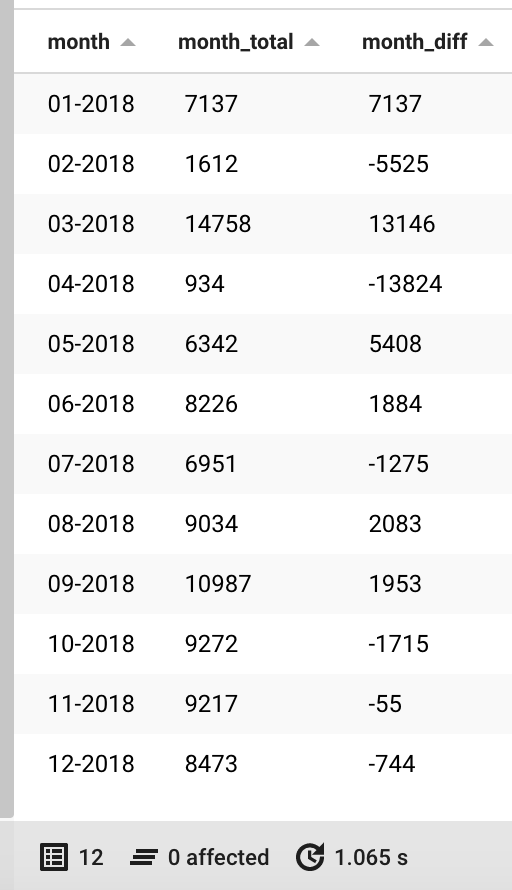 month month_total month_diff
01-2018 7137 7137
02-2018 1612 -5525
03-2018 14758 13146
04-2018 934 -13824
05-2018 6342 5408
06-2018 8226 1884
07-2018 6951 -1275
08-2018 9034 2083
09-2018 10987 1953
10-2018 9272 -1715
11-2018 9217 -55
12-2018 8473 -744
12 0 affected 1.065 s